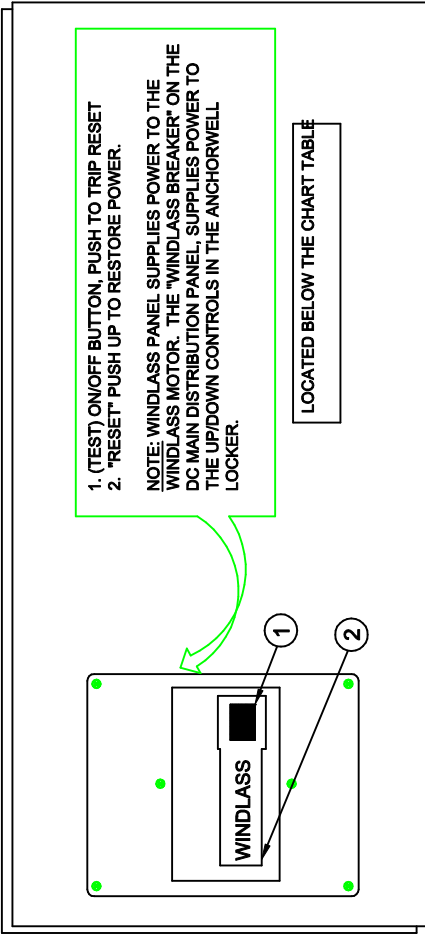 1. (TEST) ON/OFF BUTTON, PUSH TO TRIP RESET
2. "RESET" PUSH UP TO RESTORE POWER.
NOTE: WINDLASS PANEL SUPPLIES POWER TO THE
WINDLASS MOTOR. THE "WINDLASS BREAKER" ON THE
DC MAIN DISTRIBUTION PANEL, SUPPLIES POWER TO
THE UP/DOWN CONTROLS IN THE ANCHORWELL
LOCKER.
LOCATED BELOW THE CHART TABLE
WINDLASS
1
2